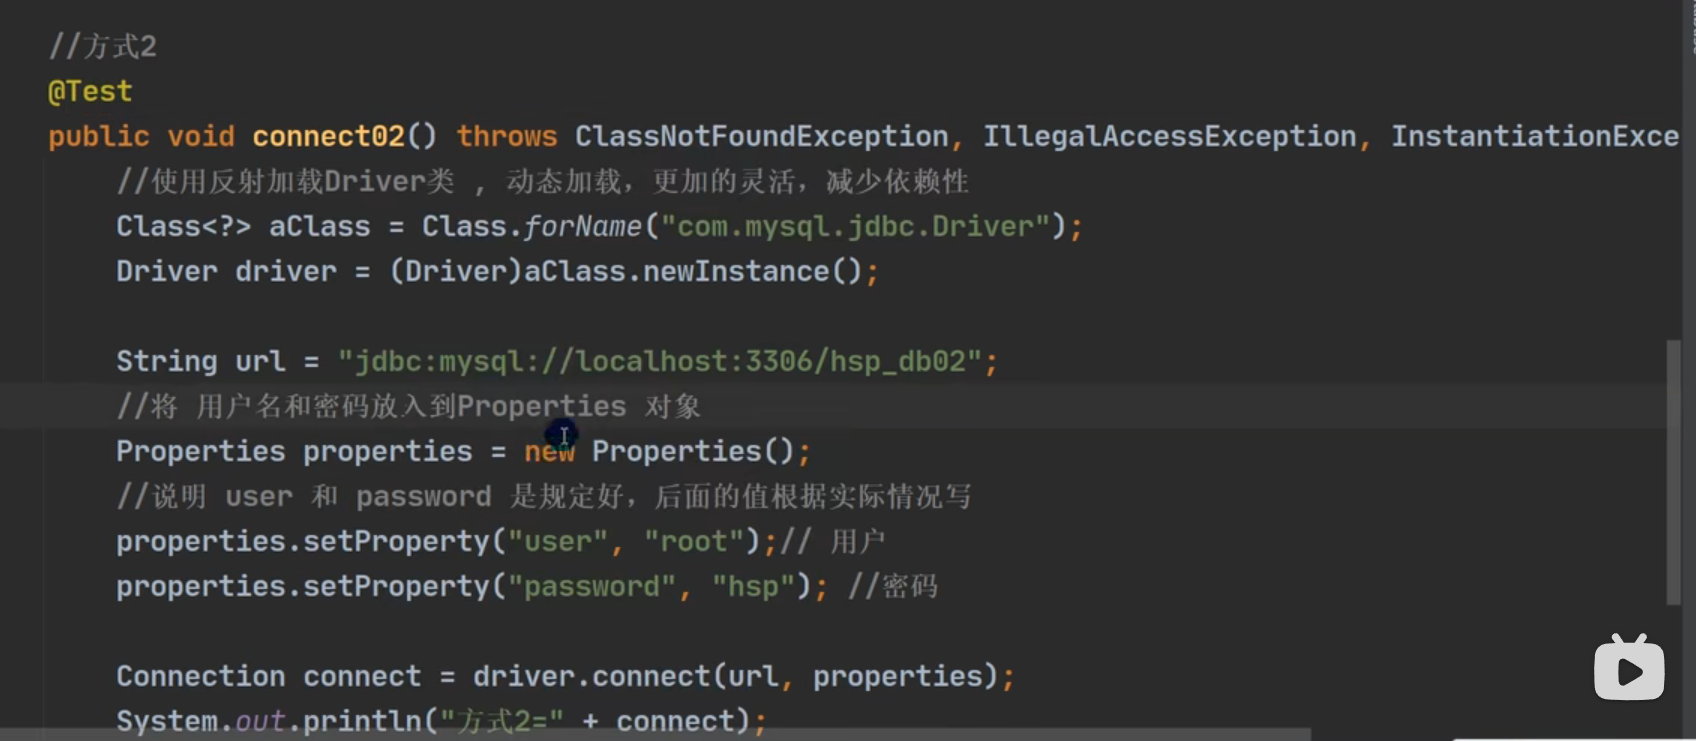 //方式2
@Test
public void connect02() throws ClassNotFoundException, IllegalAccessException, InstantiationExce
//使用反射加载Driver类 , 动态加载，更加的灵活，减少依赖性
Class<?> aClass = Class.forName("com.mysql.jdbc.Driver");
Driver driver = (Driver)aClass.newInstance();
String url = "jdbc:mysql://localhost:3306/hsp_db02";
//将 用户名和密码放入到Properties 对象
Properties properties = new Properties();
//说明 user 和 password 是规定好，后面的值根据实际情况写
properties.setProperty("user", "root");// 用户
properties.setProperty("password", "hsp"); //密码
Connection connect = driver.connect(url, properties);
System.out.println("方式2=" + connect);